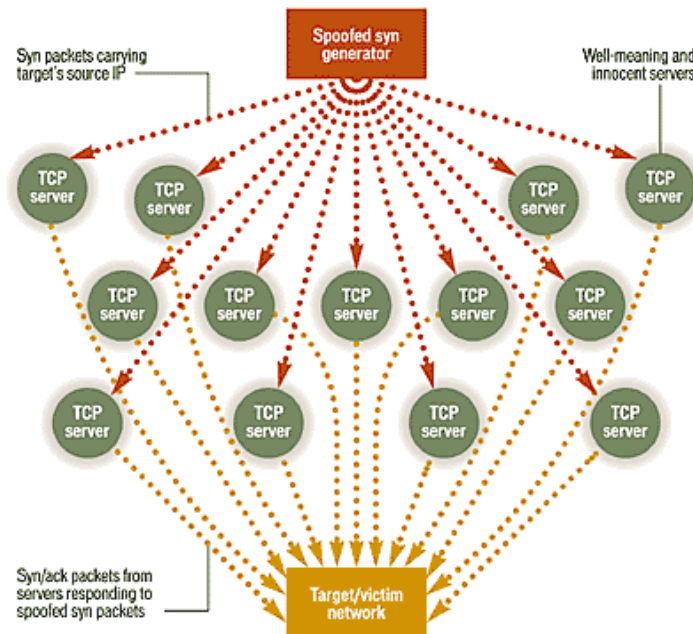 Spoofed syn
generator
Syn packets carrying
target's source IP
Well-meaning and
innocent servers
TCP
server
TCP
server
TCP
server
TCP
server
TCP
server
TCP
server
TCP
server
TCP
server
TCP
server
TCP
server
TCP
server
TCP
server
TCP
server
Syn/ack packets from
servers responding to
spoofed syn packets
Target/victim
network